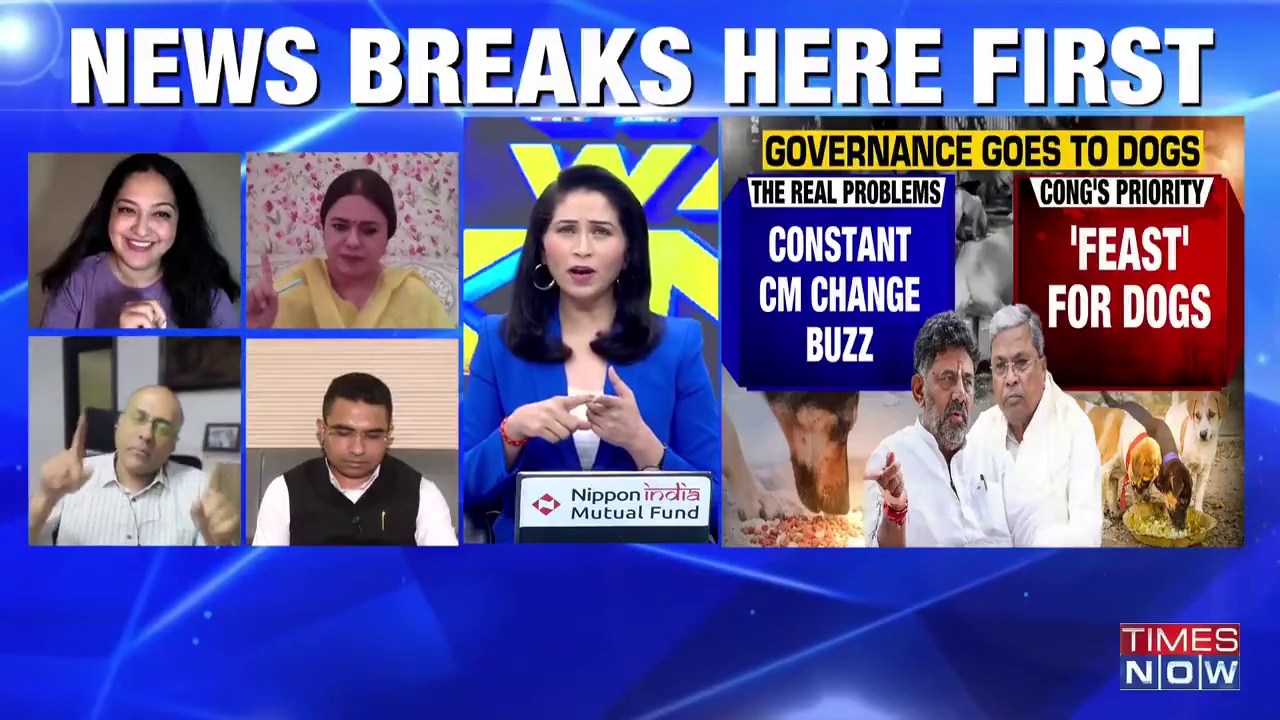 NEWS BREAKS HERE FIRST
GOVERNANCE GOES TO DOGS
THE REAL PROBLEMS
CONSTANT
CM CHANGE
BUZZ
CONG'S PRIORITY
'FEAST'
FOR DOGS
Nippon india
Mutual Fund
TIMES
NOW